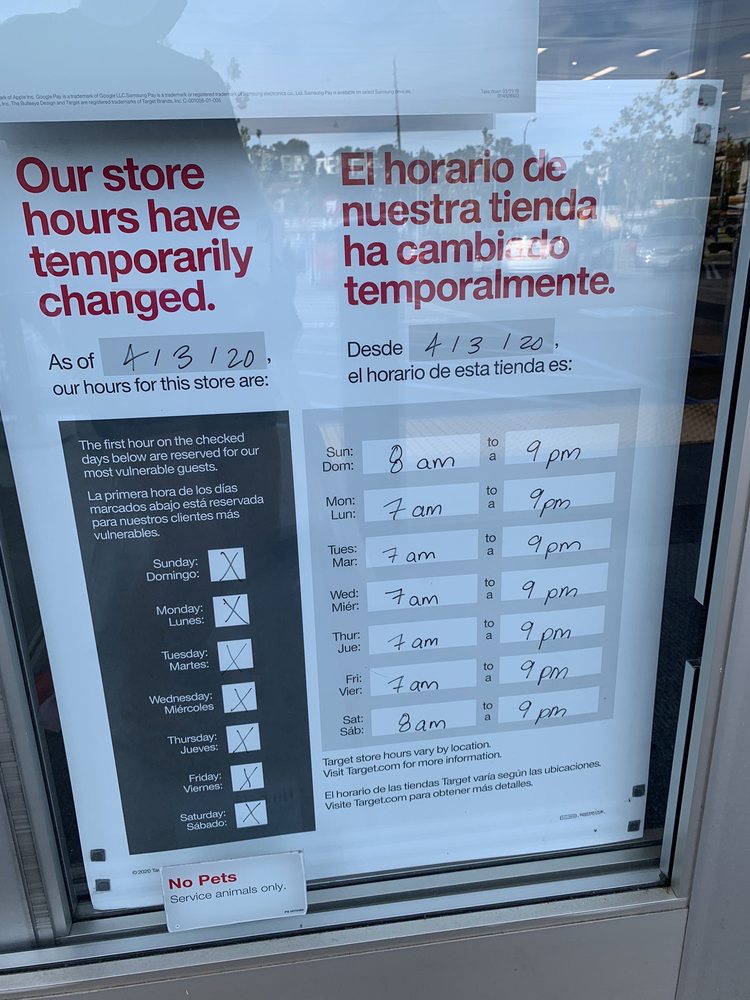 Our store
hours have
temporarily
changed.
As of 4/3/20,
our hours for this store are:
El horario de
nuestra tienda
ha cambiado
temporalmente.
Desde 4/3/20,
el horario de esta tienda es:
The first hour on the checked
days below are reserved for our
most vulnerable guests.
La primera hora de los días
marcados abajo está reservada
para nuestros clientes más
vulnerables.
Sunday: X
Domingo:
Monday: X
Lunes:
Tuesday: X
Martes:
Wednesday: X
Miércoles
Thursday: X
Jueves:
Friday: X
Viernes:
Saturday: X
Sábado:
Sun: 8 am to 9 pm
Dom: a
Mon: 7 am to 9pm
Lun: a
Tues: 7 am to 9pm
Mar: a
Wed: 7 am to 9 pm
Miér: a
Thur: 7 am to 9 pm
Jue: a
Fri: 7 am to 9 pm
Vier: a
Sat: 8am to 9 pm
Sáb: a
Target store hours vary by location.
Visit Target.com for more information.
El horario de las tiendas Target varía según las ubicaciones.
Visite Target.com para obtener más detalles.
©2020
No Pets
Service animals only.